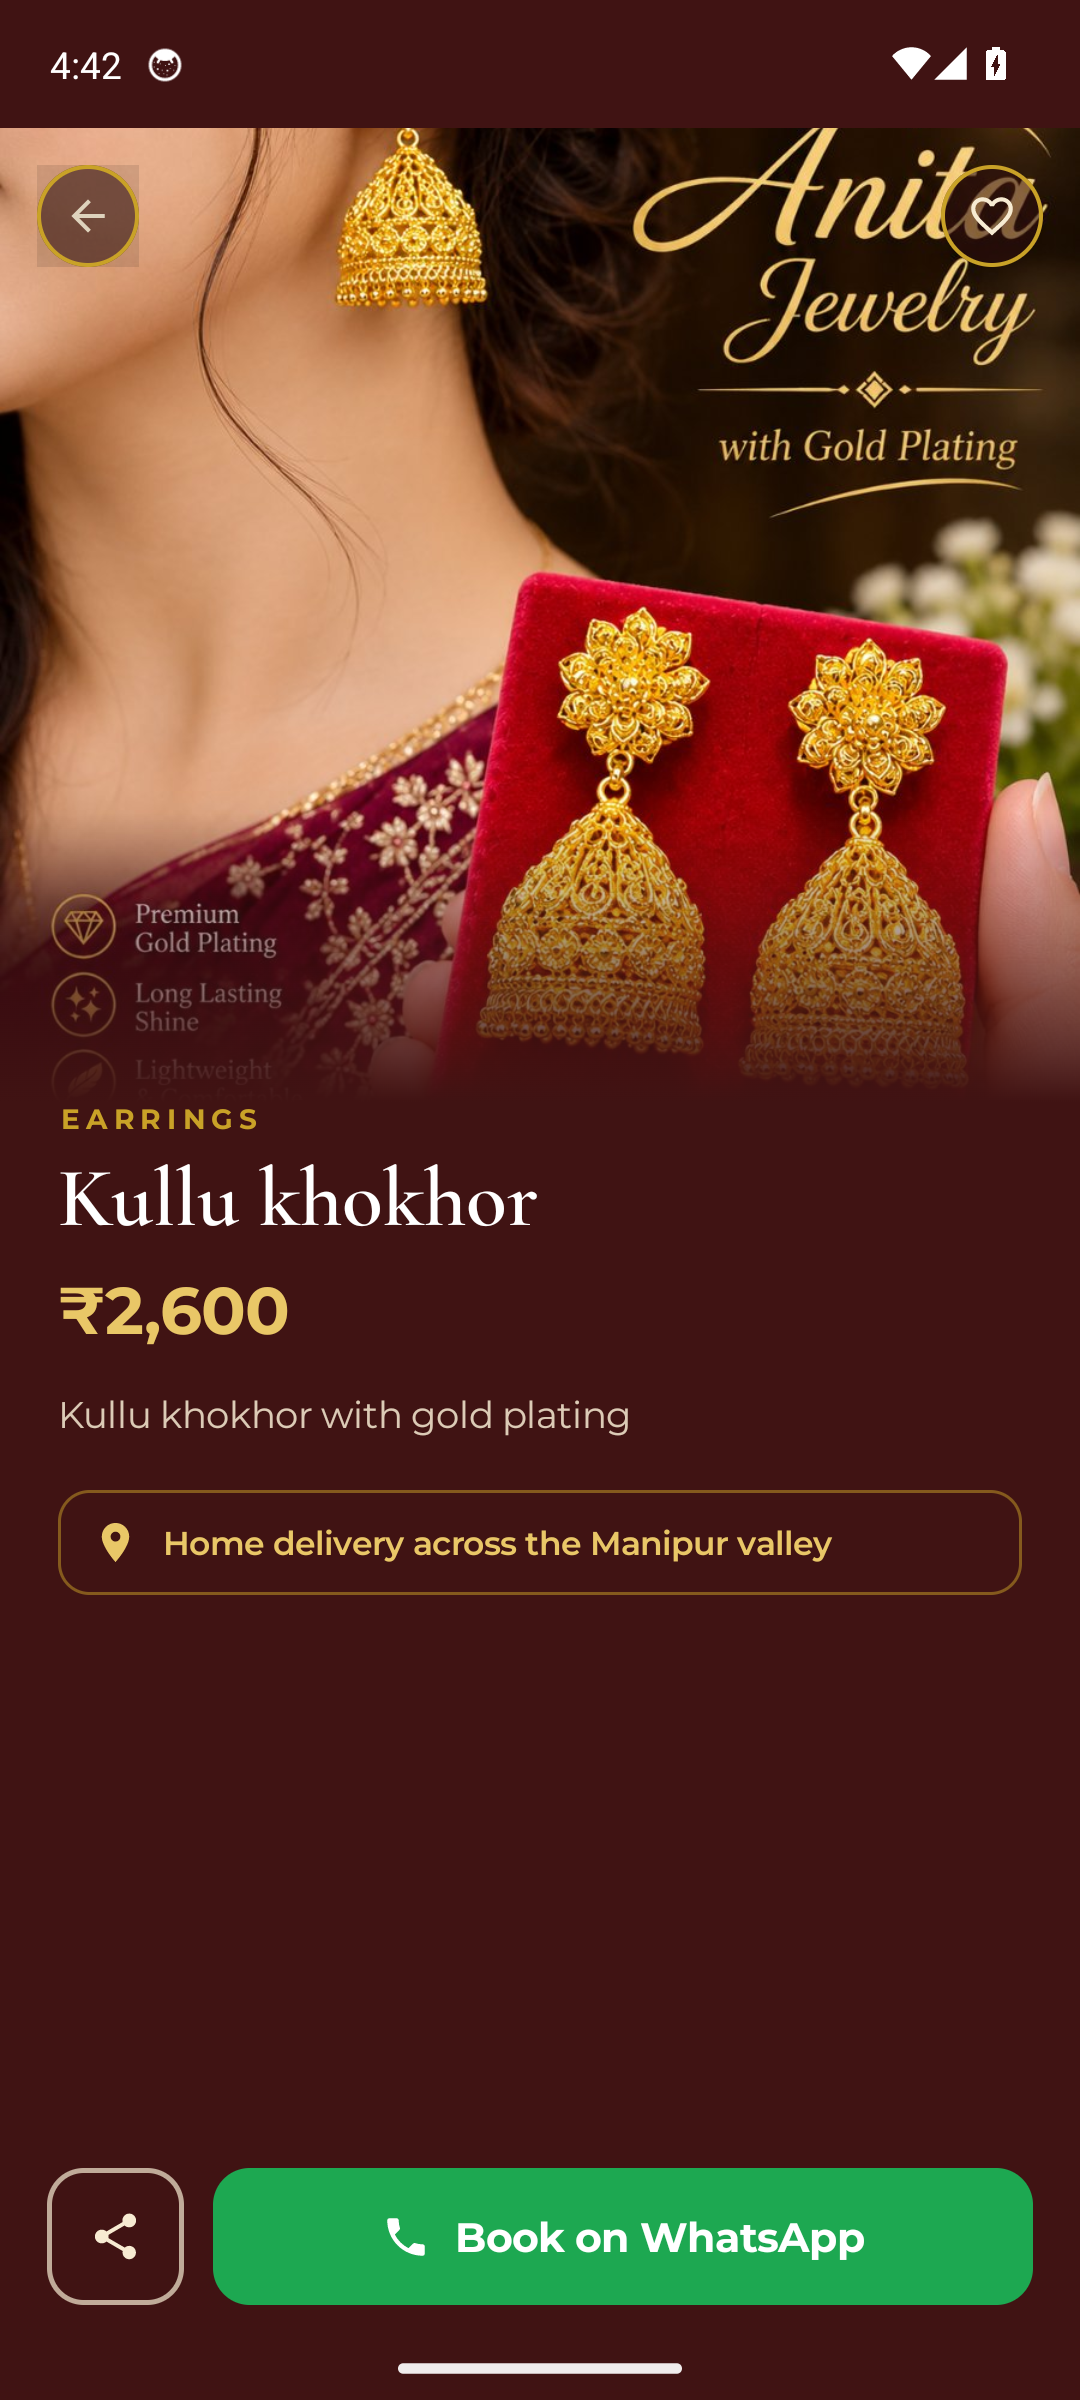 4:42
Anita
Jewelry
with Gold Plating
Premium
Gold Plating
Long Lasting
Shine
Lightweight
& Comfortable
EARRINGS
Kullu khokhor
₹2,600
Kullu khokhor with gold plating
Home delivery across the Manipur valley
Book on WhatsApp